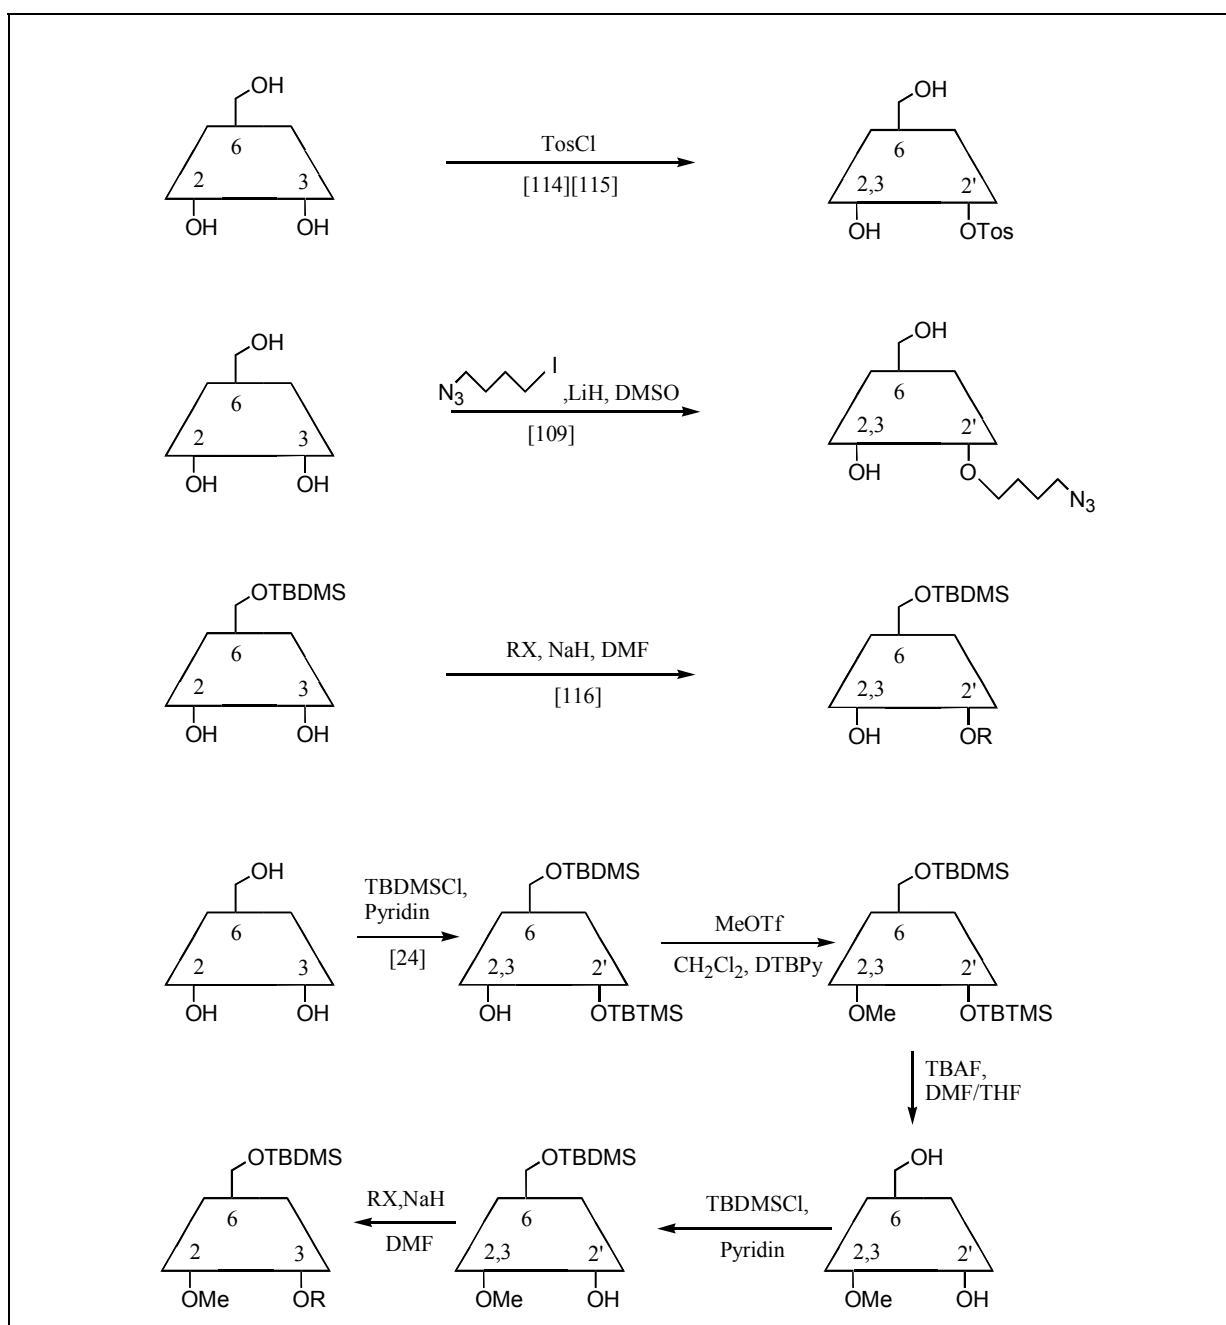 OH
6
2
3
OH
OH
TosCl
[114][115]
OH
6
2,3
2'
OH
OTos
OH
6
2
3
OH
OH
N3
I
,LiH, DMSO
[109]
OH
6
2,3
2'
OH
O
N3
OTBDMS
6
2
3
OH
OH
RX, NaH, DMF
[116]
OTBDMS
6
2,3
2'
OH
OR
OH
6
2
3
OH
OH
TBDMSCl,
Pyridin
[24]
OTBDMS
6
2,3
2'
OH
OTBTMS
MeOTf
CH2Cl2, DTBPy
OTBDMS
6
2,3
2'
OMe
OTBTMS
TBAF,
DMF/THF
OTBDMS
6
2
3
OMe
OR
RX,NaH
DMF
OTBDMS
6
2,3
2'
OMe
OH
TBDMSCl,
Pyridin
OH
6
2,3
2'
OMe
OH